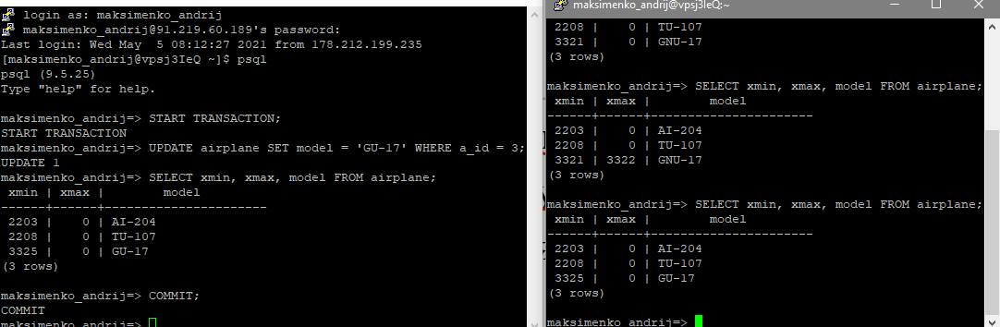 login as: maksimenko_andrij
maksimenko_andrij@91.219.60.189's password:
Last login: Wed May  5 08:12:27 2021 from 178.212.199.235
[maksimenko_andrij@vpsj3IeQ ~]$ psql
psql (9.5.25)
Type "help" for help.
maksimenko_andrij=> START TRANSACTION;
START TRANSACTION
maksimenko_andrij=> UPDATE airplane SET model = 'GU-17' WHERE a_id = 3;
UPDATE 1
maksimenko_andrij=> SELECT xmin, xmax, model FROM airplane;
xmin | xmax |        model
------+------+----------------------
2203 |    0 | AI-204
2208 |    0 | TU-107
3325 |    0 | GU-17
(3 rows)
maksimenko_andrij=> COMMIT;
COMMIT
maksimenko_andrij=>
maksimenko_andrij@vpsj3IeQ:~
2208 |    0 | TU-107
3321 |    0 | GNU-17
(3 rows)
maksimenko_andrij=> SELECT xmin, xmax, model FROM airplane;
xmin | xmax |        model
------+------+----------------------
2203 |    0 | AI-204
2208 |    0 | TU-107
3321 | 3322 | GNU-17
(3 rows)
maksimenko_andrij=> SELECT xmin, xmax, model FROM airplane;
xmin | xmax |        model
------+------+----------------------
2203 |    0 | AI-204
2208 |    0 | TU-107
3325 |    0 | GU-17
(3 rows)
maksimenko_andrij=>